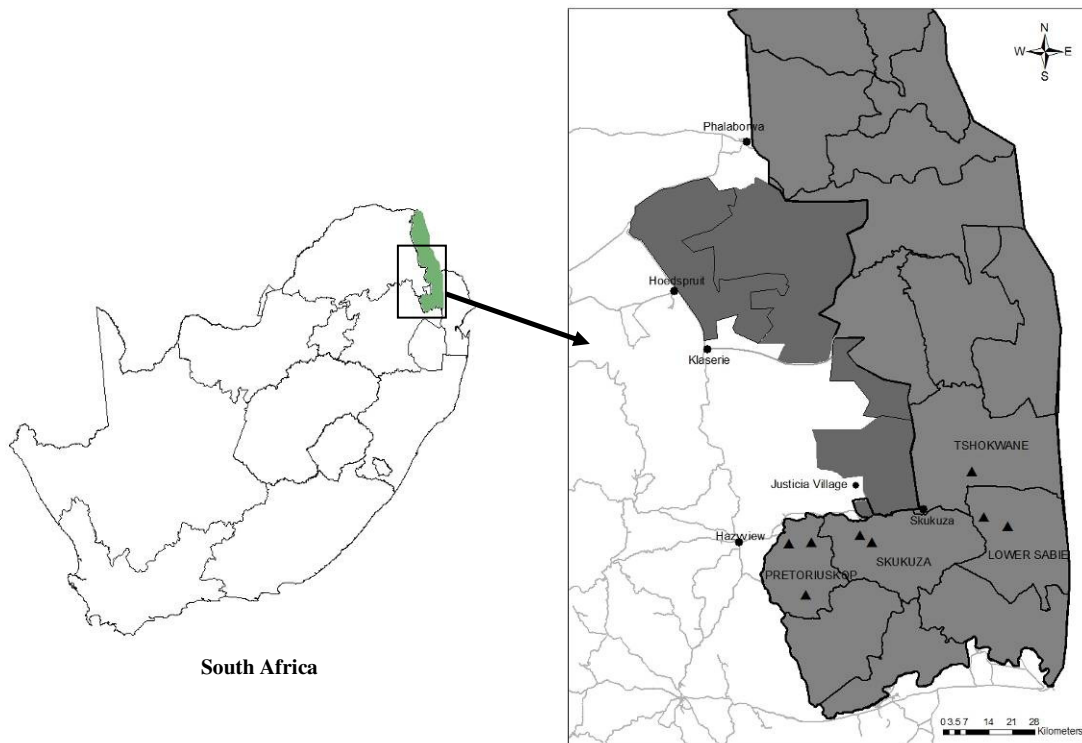 South Africa
N
W E
S
Phalaborwa
Hoedspruit
Klaserie
TSHOKWANE
Justicia Village
Skukuza
Hazyview
LOWER SABIE
SKUKUZA
PRETORIUSKOP
0 3.5 7 14 21 28
Kilometers